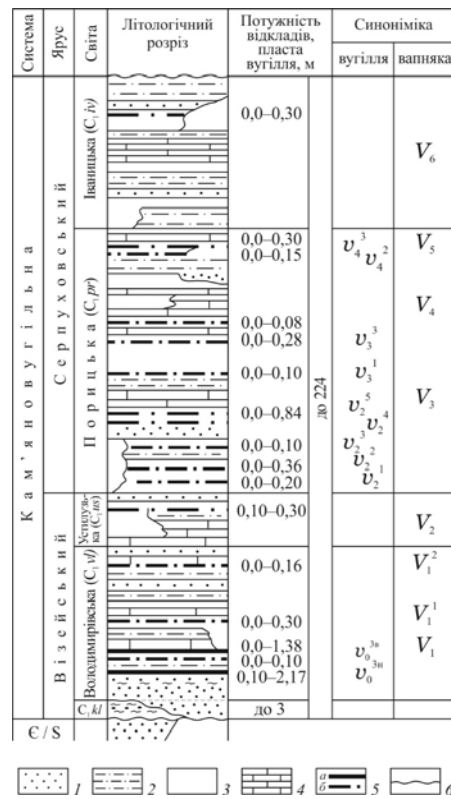 Система
Ярус
Світа
Літологічний
розріз
Потужність
відкладів,
пласта
вугілля, м
Синоніміка
вугілля
вапняка
Кам'яновугільна
Серпуховський
Візейський
Іваницька (C₁iv)
0,0–0,30
V₆
Порицька (C₁pr)
0,0–0,30
0,0–0,15
υ₄³
υ₄²
V₅
V₄
0,0–0,08
0,0–0,28
υ₃³
0,0–0,10
υ₃¹
0,0–0,84
υ₂⁵
υ₂⁴
V₃
0,0–0,10
υ₂³
0,0–0,36
υ₂²
0,0–0,20
υ₂¹
до 224
Устилузь-
ка (C₁us)
0,10–0,30
V₂
Володимирівська (C₁vl)
0,0–0,16
V₁²
0,0–0,30
V₁¹
0,0–1,38
V₁
0,0–0,10
υ₀³ᵇ
0,10–2,17
υ₀³ᴴ
C₁kl
до 3
Є / S
1
2
3
4
а
б
5
6